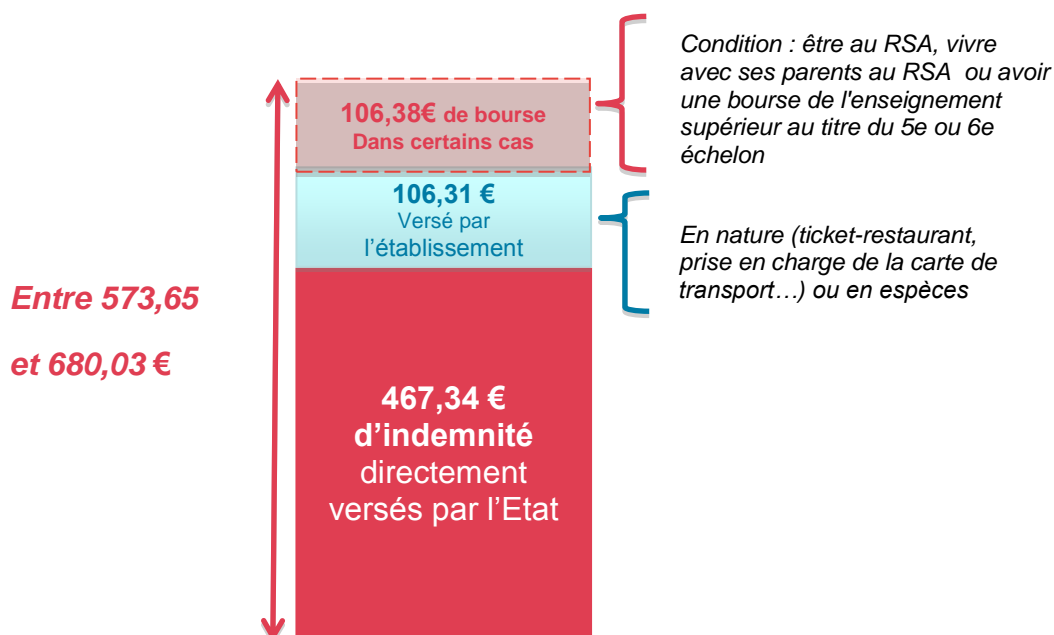 Condition : être au RSA, vivre
avec ses parents au RSA ou avoir
une bourse de l'enseignement
supérieur au titre du 5e ou 6e
échelon
106,38€ de bourse
Dans certains cas
106,31 €
Versé par
l’établissement
En nature (ticket-restaurant,
prise en charge de la carte de
transport…) ou en espèces
Entre 573,65
et 680,03 €
467,34 €
d’indemnité
directement
versés par l’Etat